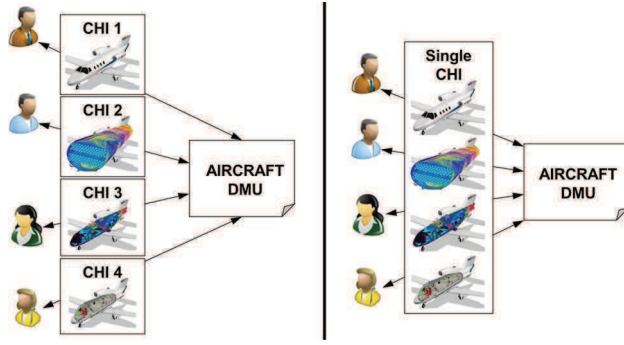 CHI 1
CHI 2
CHI 3
CHI 4
AIRCRAFT
DMU
Single
CHI
AIRCRAFT
DMU